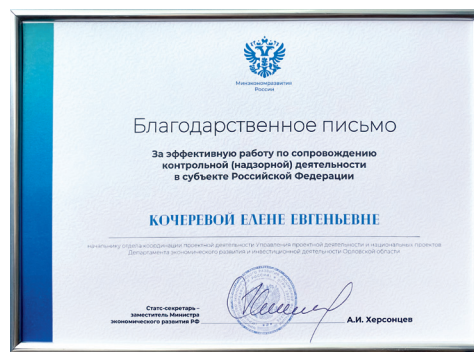 Минэкономразвития
России
Благодарственное письмо
За эффективную работу по сопровождению
контрольной (надзорной) деятельности
в субъекте Российской Федерации
КОЧЕРЕВОЙ ЕЛЕНЕ ЕВГЕНЬЕВНЕ
начальнику отдела координации проектной деятельности Управления проектной деятельности и национальных проектов
Департамента экономического развития и инвестиционной деятельности Орловской области
Статс-секретарь –
заместитель Министра
экономического развития РФ
А.И. Херсонцев